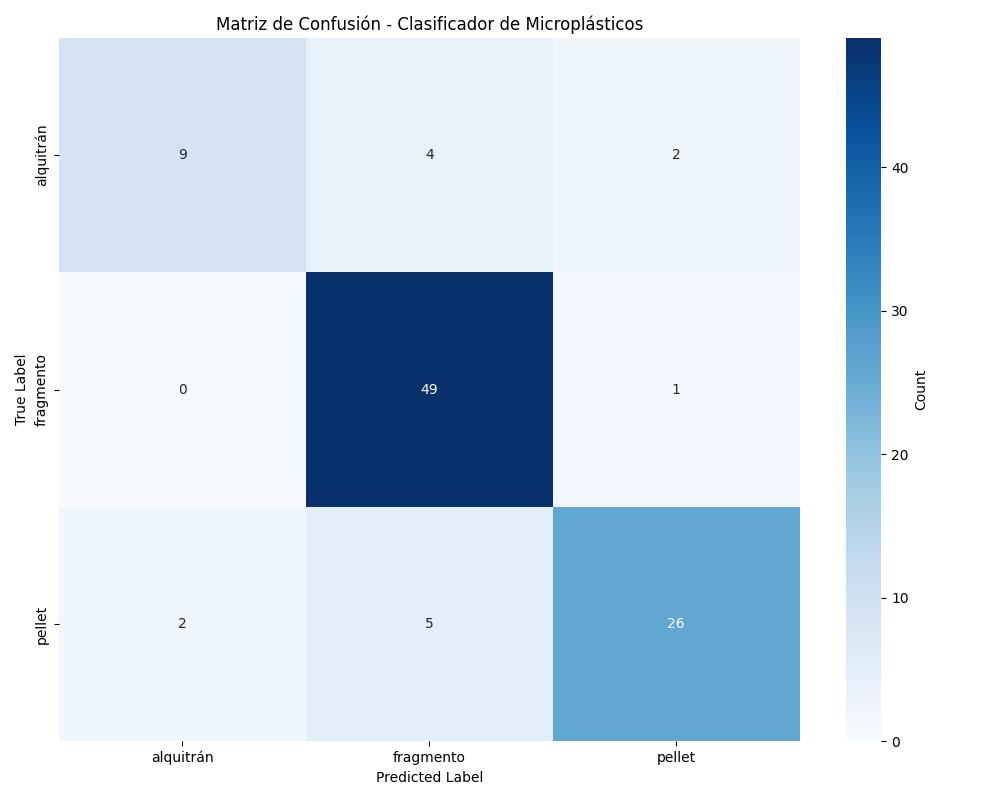 Matriz de Confusión - Clasificador de Microplásticos
True Label
alquitrán
9 4 2
fragmento
0 49 1
pellet
2 5 26
alquitrán fragmento pellet
Predicted Label
40
30
20
10
0
Count